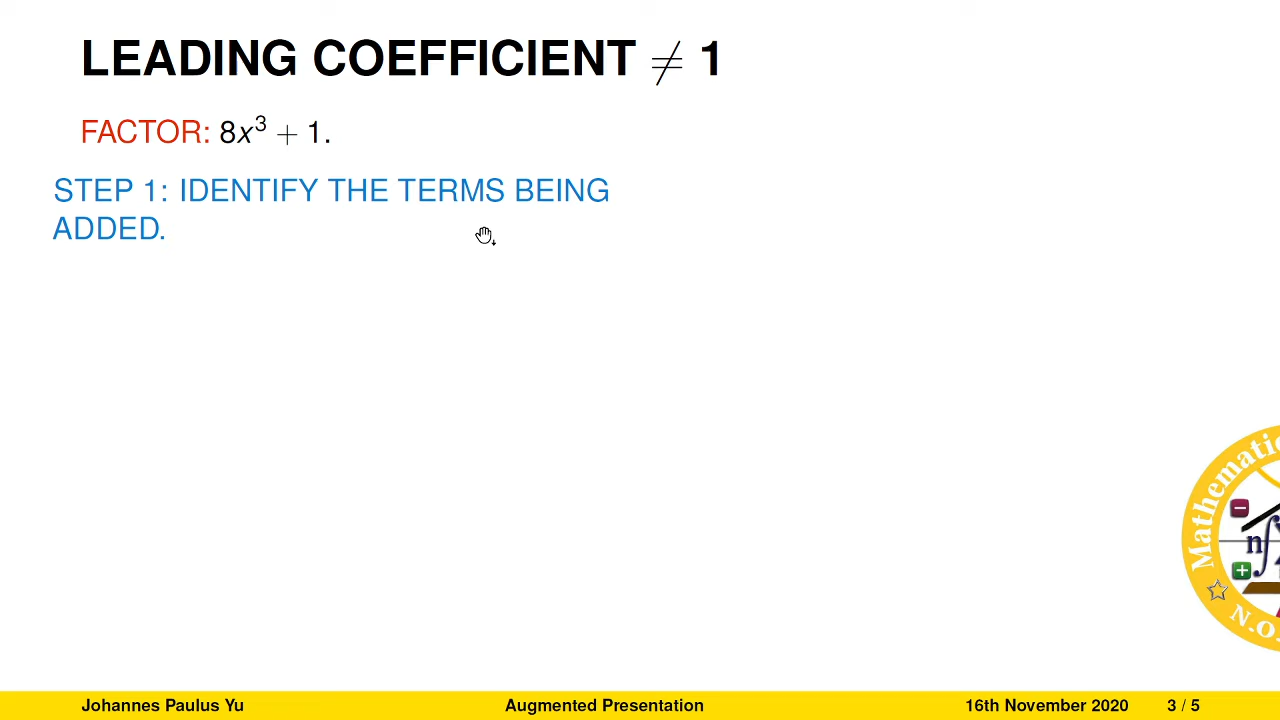 LEADING COEFFICIENT ≠ 1
FACTOR: 8x³ + 1.
STEP 1: IDENTIFY THE TERMS BEING
ADDED.
Mathematic
N.O.
Johannes Paulus Yu Augmented Presentation 16th November 2020 3 / 5